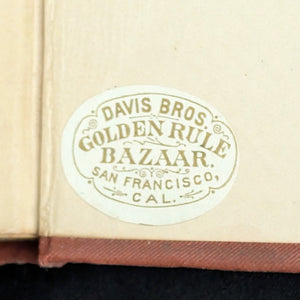 DAVIS BROS.
GOLDEN RULE
BAZAAR.
SAN FRANCISCO,
CAL.